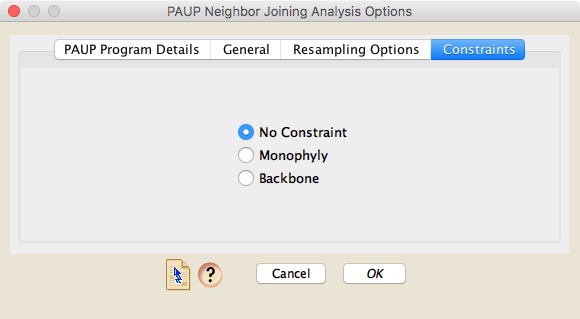 PAUP Neighbor Joining Analysis Options
PAUP Program Details General Resampling Options Constraints
No Constraint
Monophyly
Backbone
? Cancel OK